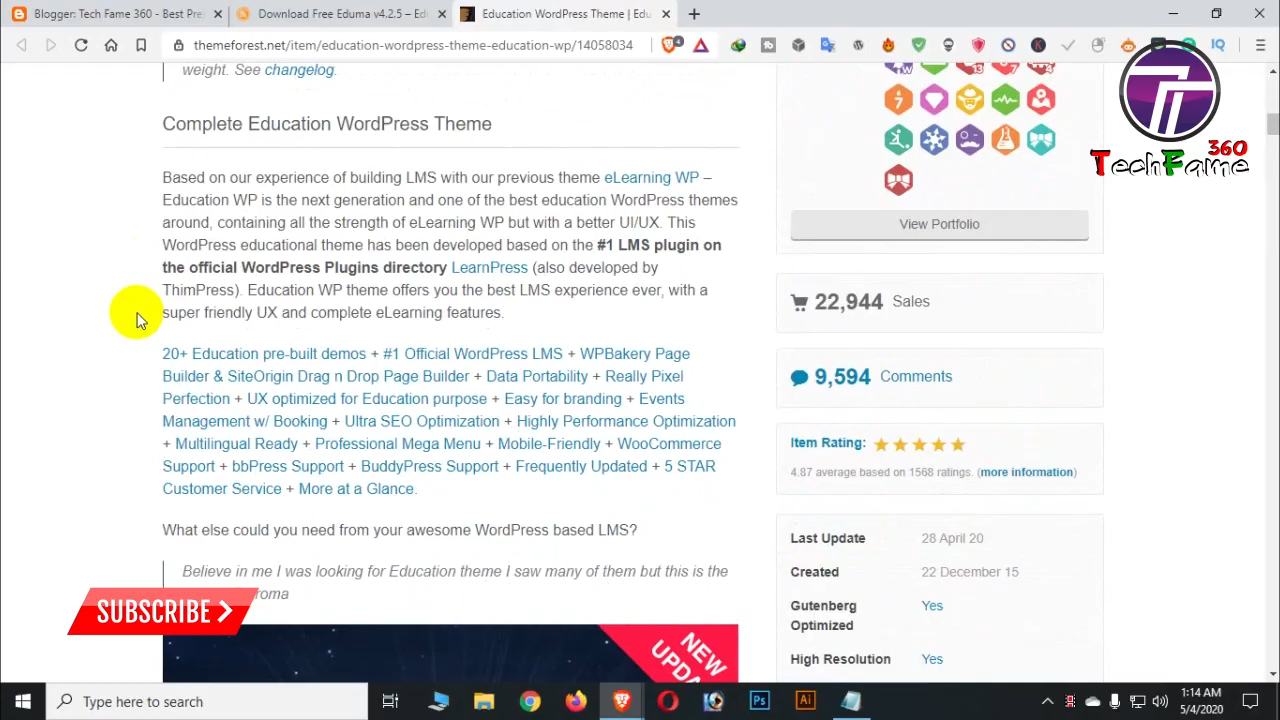 Blogger: Tech Fame 360 - Best Pre
Download Free Eduma v4.2.5 – Edu
Education WordPress Theme | Edu
themeforest.net/item/education-wordpress-theme-education-wp/14058034
4
IQ
weight. See changelog.
Complete Education WordPress Theme
Based on our experience of building LMS with our previous theme eLearning WP –
Education WP is the next generation and one of the best education WordPress themes
around, containing all the strength of eLearning WP but with a better UI/UX. This
WordPress educational theme has been developed based on the #1 LMS plugin on
the official WordPress Plugins directory LearnPress (also developed by
ThimPress). Education WP theme offers you the best LMS experience ever, with a
super friendly UX and complete eLearning features.
20+ Education pre-built demos + #1 Official WordPress LMS + WPBakery Page
Builder & SiteOrigin Drag n Drop Page Builder + Data Portability + Really Pixel
Perfection + UX optimized for Education purpose + Easy for branding + Events
Management w/ Booking + Ultra SEO Optimization + Highly Performance Optimization
+ Multilingual Ready + Professional Mega Menu + Mobile-Friendly + WooCommerce
Support + bbPress Support + BuddyPress Support + Frequently Updated + 5 STAR
Customer Service + More at a Glance.
What else could you need from your awesome WordPress based LMS?
Believe in me I was looking for Education theme I saw many of them but this is the
roma
SUBSCRIBE
NEW
UPDA
TechFame 360
View Portfolio
22,944 Sales
9,594 Comments
Item Rating:
4.87 average based on 1568 ratings. (more information)
Last Update 28 April 20
Created 22 December 15
Gutenberg Optimized Yes
High Resolution Yes
Type here to search
Ps
Ai
1:14 AM
5/4/2020